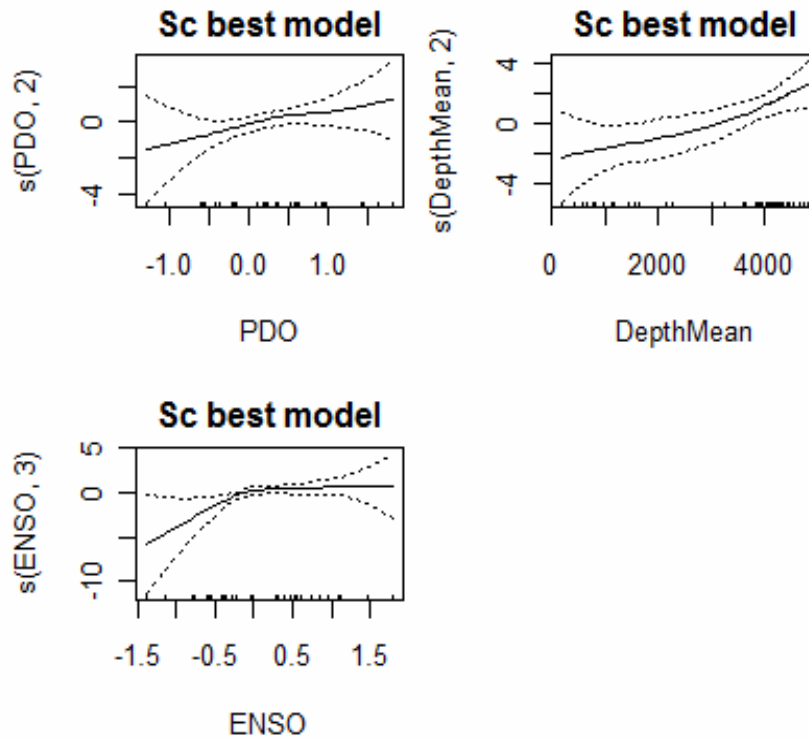 Sc best model
s(PDO, 2)
0
-4
-1.0 0.0 1.0
PDO
Sc best model
s(DepthMean, 2)
4
0
-4
0 2000 4000
DepthMean
Sc best model
s(ENSO, 3)
5
0
-10
-1.5 -0.5 0.5 1.5
ENSO